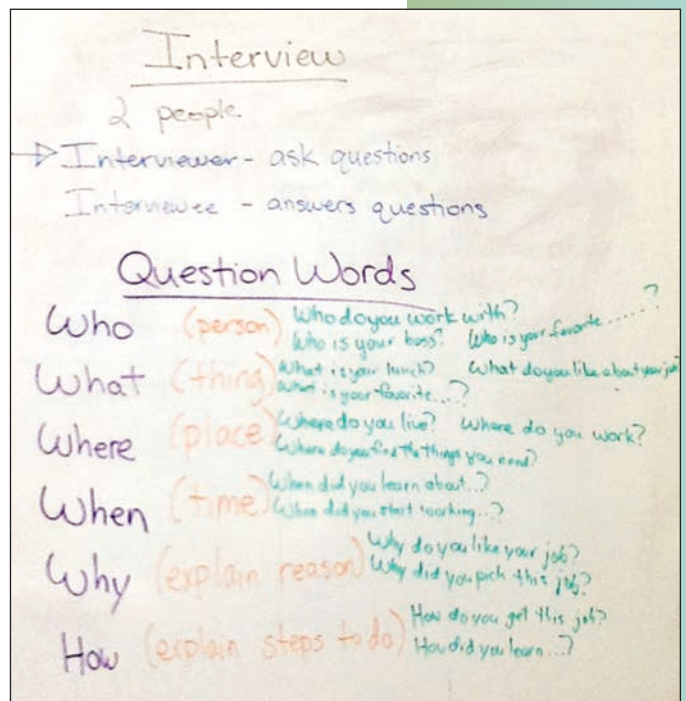 Interview
2 people
Interviewer - ask questions
Interviewee - answers questions
Question Words
Who (person) Who do you work with?
Who is your boss? Who is your favorite......?
What (thing) What is your lunch? What do you like about your job
What is your favorite...?
Where (place) Where do you live? Where do you work?
Where do you find the things you need?
When (time) When did you learn about...?
When did you start working...?
Why (explain reason) Why do you like your job?
Why did you pick this job?
How (explain steps to do) How do you get this job?
How did you learn...?